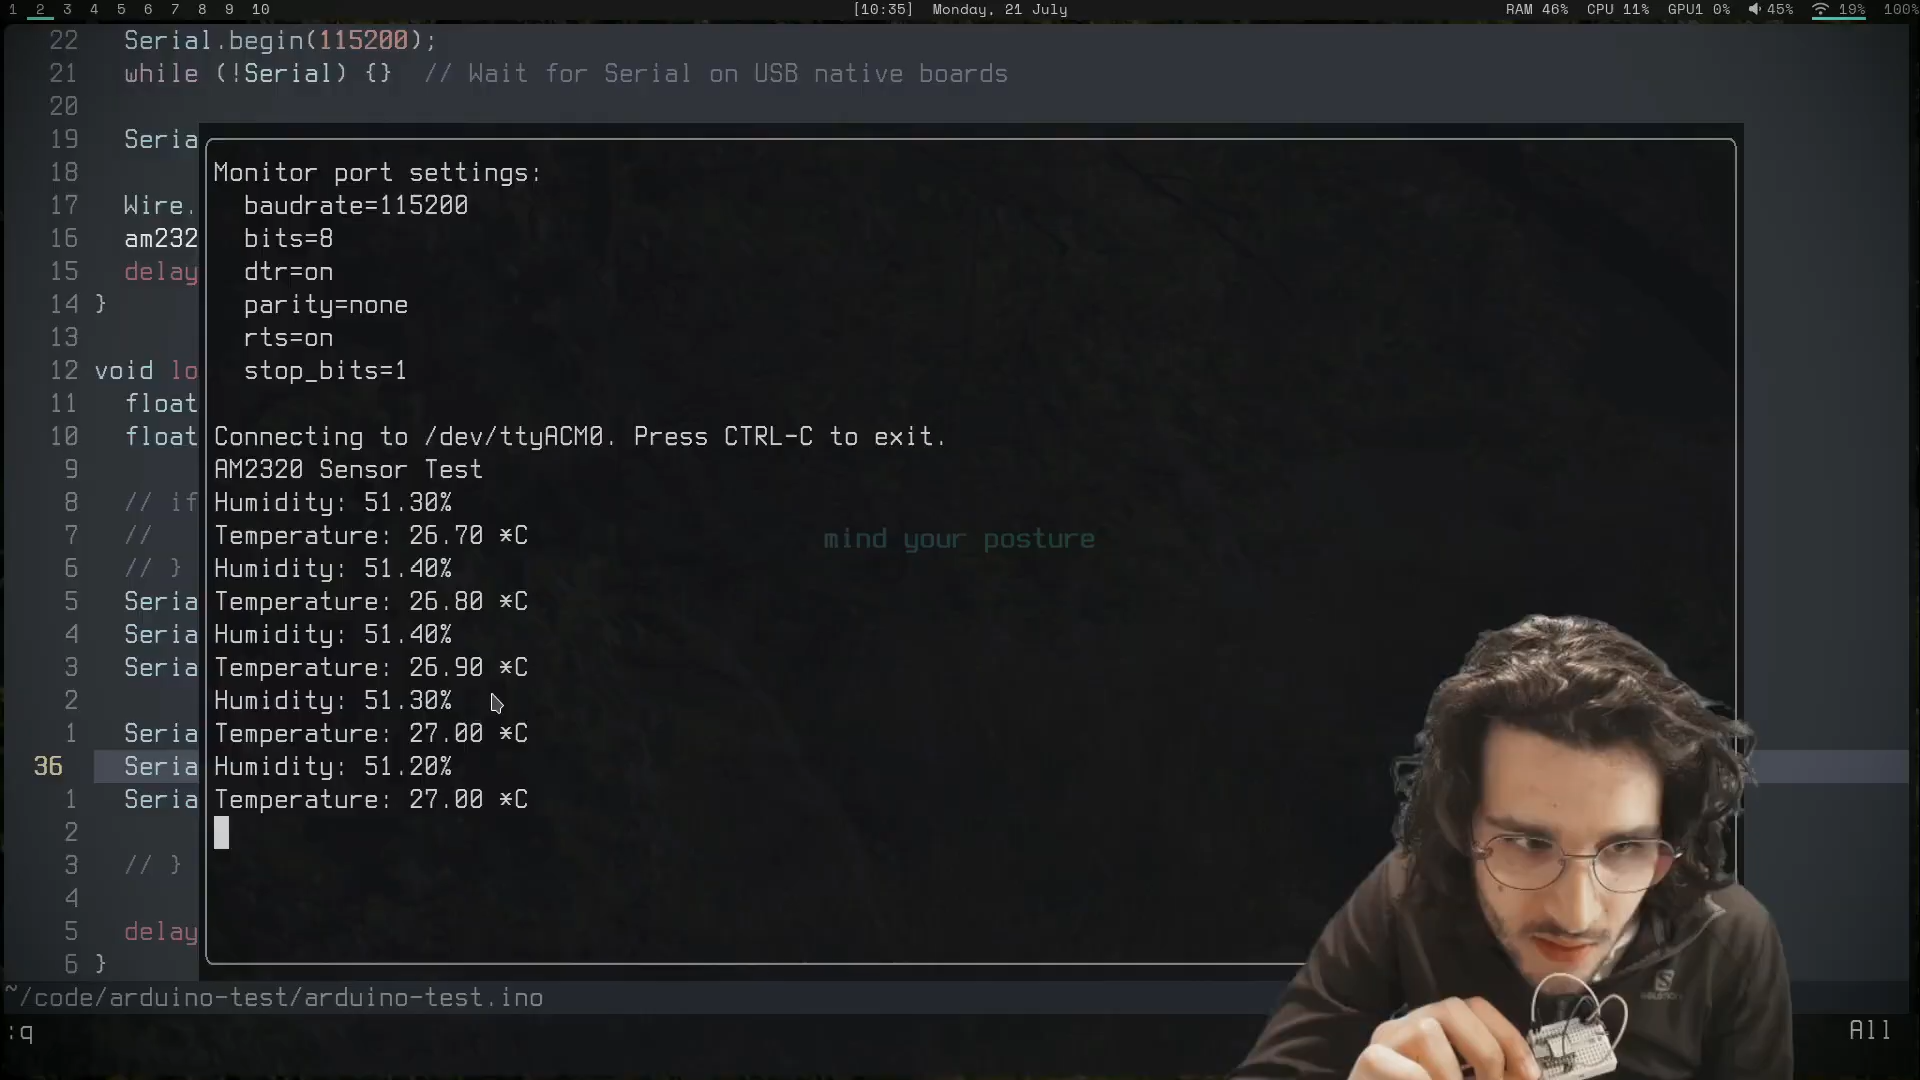 1 2 3 4 5 6 7 8 9 10 [10:35] Monday, 21 July RAM 46% CPU 11% GPU1 0% 45% 19% 100%
22 Serial.begin(115200);
21 while (!Serial) {} // Wait for Serial on USB native boards
20
19 Seria
18 Monitor port settings:
17 Wire. baudrate=115200
16 am232 bits=8
15 delay dtr=on
14 } parity=none
13 rts=on
12 void lo stop_bits=1
11 float
10 float Connecting to /dev/ttyACM0. Press CTRL-C to exit.
9 AM2320 Sensor Test
8 // if Humidity: 51.30%
7 // Temperature: 26.70 *C
mind your posture
6 // } Humidity: 51.40%
5 Seria Temperature: 26.80 *C
4 Seria Humidity: 51.40%
3 Seria Temperature: 26.90 *C
2 Humidity: 51.30%
1 Seria Temperature: 27.00 *C
36 Seria Humidity: 51.20%
1 Seria Temperature: 27.00 *C
2
3 // }
4
5 delay
6 }
~/code/arduino-test/arduino-test.ino
:q All